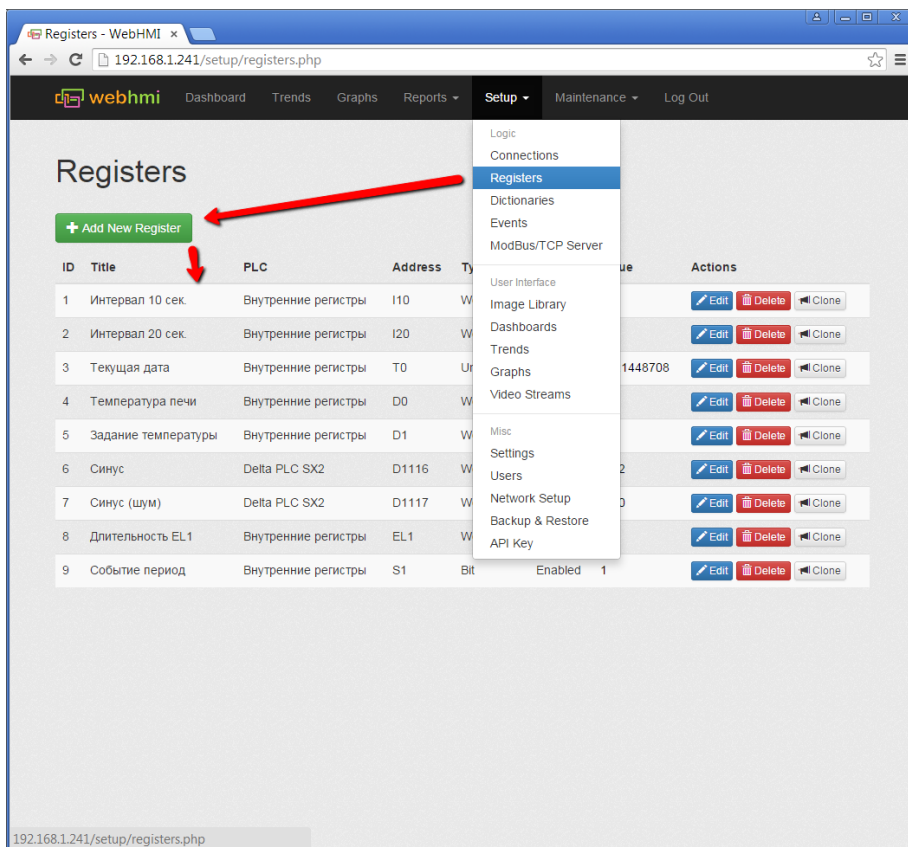 Registers - WebHMI
192.168.1.241/setup/registers.php
webhmi Dashboard Trends Graphs Reports Setup Maintenance Log Out
Logic
Connections
Registers
Dictionaries
Events
ModBus/TCP Server
User Interface
Image Library
Dashboards
Trends
Graphs
Video Streams
Misc
Settings
Users
Network Setup
Backup & Restore
API Key
Registers
Add New Register
ID Title PLC Address Actions
1 Интервал 10 сек. Внутренние регистры I10 Edit Delete Clone
2 Интервал 20 сек. Внутренние регистры I20 Edit Delete Clone
3 Текущая дата Внутренние регистры T0 1448708 Edit Delete Clone
4 Температура печи Внутренние регистры D0 Edit Delete Clone
5 Задание температуры Внутренние регистры D1 Edit Delete Clone
6 Синус Delta PLC SX2 D1116 Edit Delete Clone
7 Синус (шум) Delta PLC SX2 D1117 Edit Delete Clone
8 Длительность EL1 Внутренние регистры EL1 Edit Delete Clone
9 Событие период Внутренние регистры S1 Bit Enabled 1 Edit Delete Clone
192.168.1.241/setup/registers.php